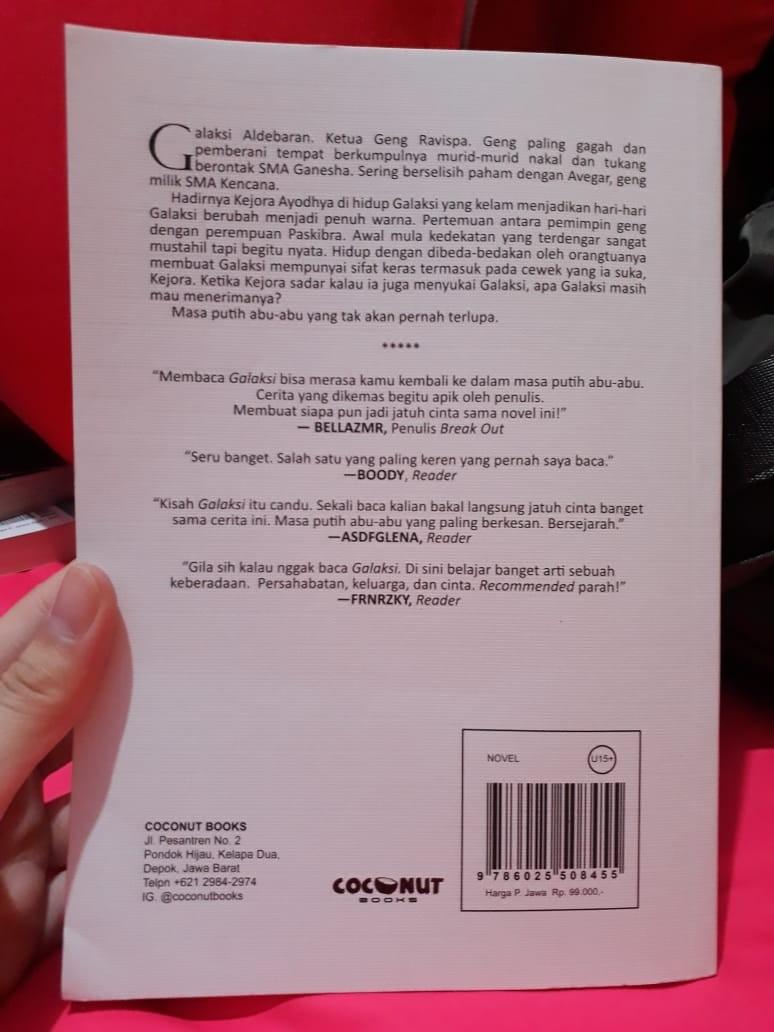 Galaksi Aldebaran. Ketua Geng Ravispa. Geng paling gagah dan
pemberani tempat berkumpulnya murid-murid nakal dan tukang
berontak SMA Ganesha. Sering berselisih paham dengan Avegar, geng
milik SMA Kencana.
Hadirnya Kejora Ayodhya di hidup Galaksi yang kelam menjadikan hari-hari
Galaksi berubah menjadi penuh warna. Pertemuan antara pemimpin geng
dengan perempuan Paskibra. Awal mula kedekatan yang terdengar sangat
mustahil tapi begitu nyata. Hidup dengan dibeda-bedakan oleh orangtuanya
membuat Galaksi mempunyai sifat keras termasuk pada cewek yang ia suka,
Kejora. Ketika Kejora sadar kalau ia juga menyukai Galaksi, apa Galaksi masih
mau menerimanya?
Masa putih abu-abu yang tak akan pernah terlupa.
*****
“Membaca Galaksi bisa merasa kamu kembali ke dalam masa putih abu-abu.
Cerita yang dikemas begitu apik oleh penulis.
Membuat siapa pun jadi jatuh cinta sama novel ini!”
— BELLAZMR, Penulis Break Out
“Seru banget. Salah satu yang paling keren yang pernah saya baca.”
—BOODY, Reader
“Kisah Galaksi itu candu. Sekali baca kalian bakal langsung jatuh cinta banget
sama cerita ini. Masa putih abu-abu yang paling berkesan. Bersejarah.”
—ASDFGLENA, Reader
“Gila sih kalau nggak baca Galaksi. Di sini belajar banget arti sebuah
keberadaan. Persahabatan, keluarga, dan cinta. Recommended parah!”
—FRNRZKY, Reader
NOVEL U15+
9 786025 508455
Harga P. Jawa Rp. 99.000,-
COCONUT BOOKS
Jl. Pesantren No. 2
Pondok Hijau, Kelapa Dua,
Depok, Jawa Barat
Telpn +621 2984-2974
IG. @coconutbooks
COCONUT
BOOKS